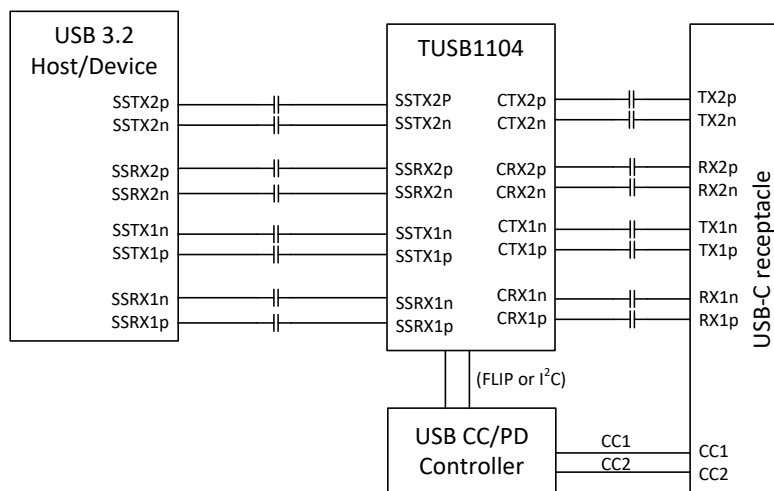 USB 3.2
Host/Device
SSTX2p
SSTX2n
SSRX2p
SSRX2n
SSTX1n
SSTX1p
SSRX1n
SSRX1p
TUSB1104
SSTX2P
SSTX2n
SSRX2p
SSRX2n
SSTX1n
SSTX1p
SSRX1n
SSRX1p
CTX2p
CTX2n
CRX2p
CRX2n
CTX1n
CTX1p
CRX1n
CRX1p
TX2p
TX2n
RX2p
RX2n
TX1n
TX1p
RX1n
RX1p
USB-C receptacle
(FLIP or I²C)
USB CC/PD
Controller
CC1
CC2
CC1
CC2